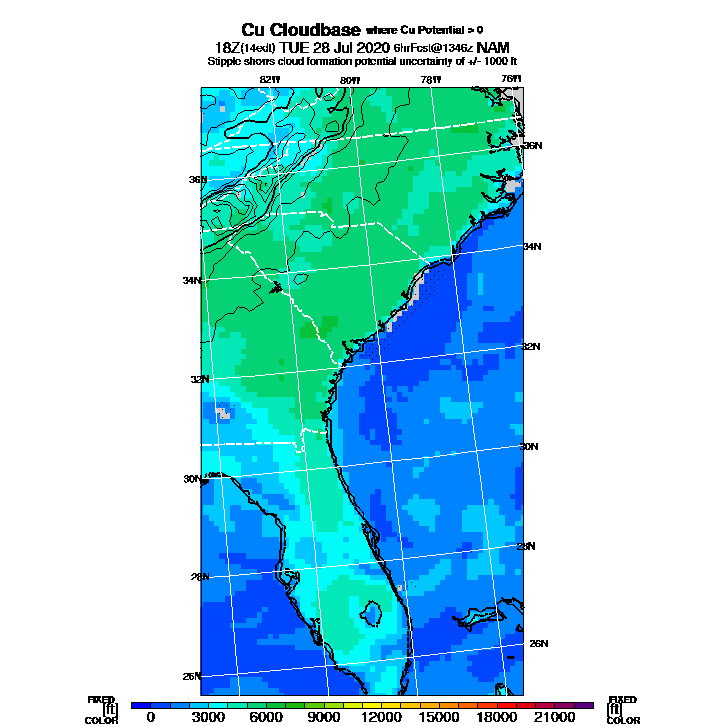 Cu Cloudbase where Cu Potential > 0
18Z(14edt) TUE 28 Jul 2020 6hrFcst@1346z NAM
Stipple shows cloud formation potential uncertainty of +/- 1000 ft
82W 80W 78W 76W
36N
36N
34N
34N
32N
32N
30N
30N
28N
28N
26N
26N
FIXED FIXED
[ft] [ft]
COLOR 0 3000 6000 9000 12000 15000 18000 21000 COLOR